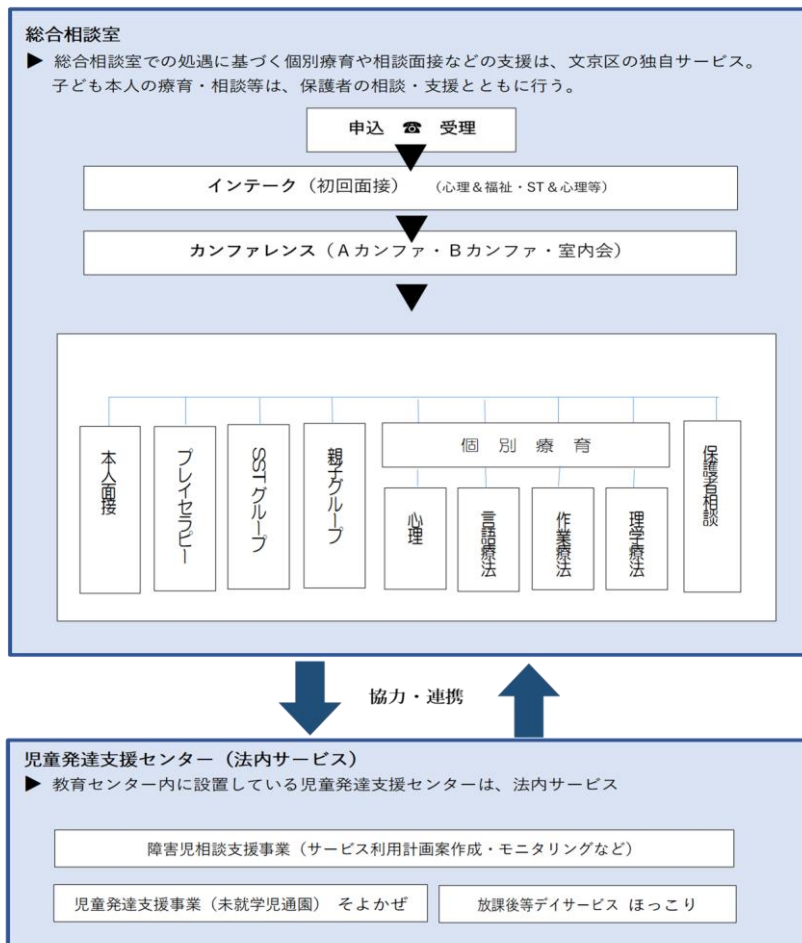 総合相談室
▶ 総合相談室での処遇に基づく個別療育や相談面接などの支援は、文京区の独自サービス。
子ども本人の療育・相談等は、保護者の相談・支援とともに行う。
申込 ☎ 受理
インテーク（初回面接） （心理＆福祉・ST＆心理等）
カンファレンス（Aカンファ・Bカンファ・室内会）
本人面接
プレイセラピー
SSTグループ
親子グループ
個別療育
心理
言語療法
作業療法
理学療法
保護者相談
協力・連携
児童発達支援センター（法内サービス）
▶ 教育センター内に設置している児童発達支援センターは、法内サービス
障害児相談支援事業（サービス利用計画案作成・モニタリングなど）
児童発達支援事業（未就学児通園） そよかぜ
放課後等デイサービス ほっこり